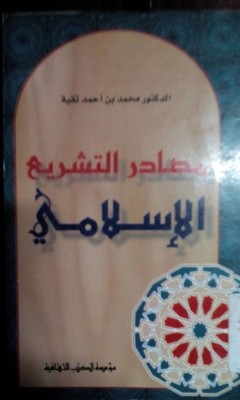 الدكتور محمد بن أحمد تقية
مصادر التشريع
الإسلامي
مؤسسة الكتب الثقافية